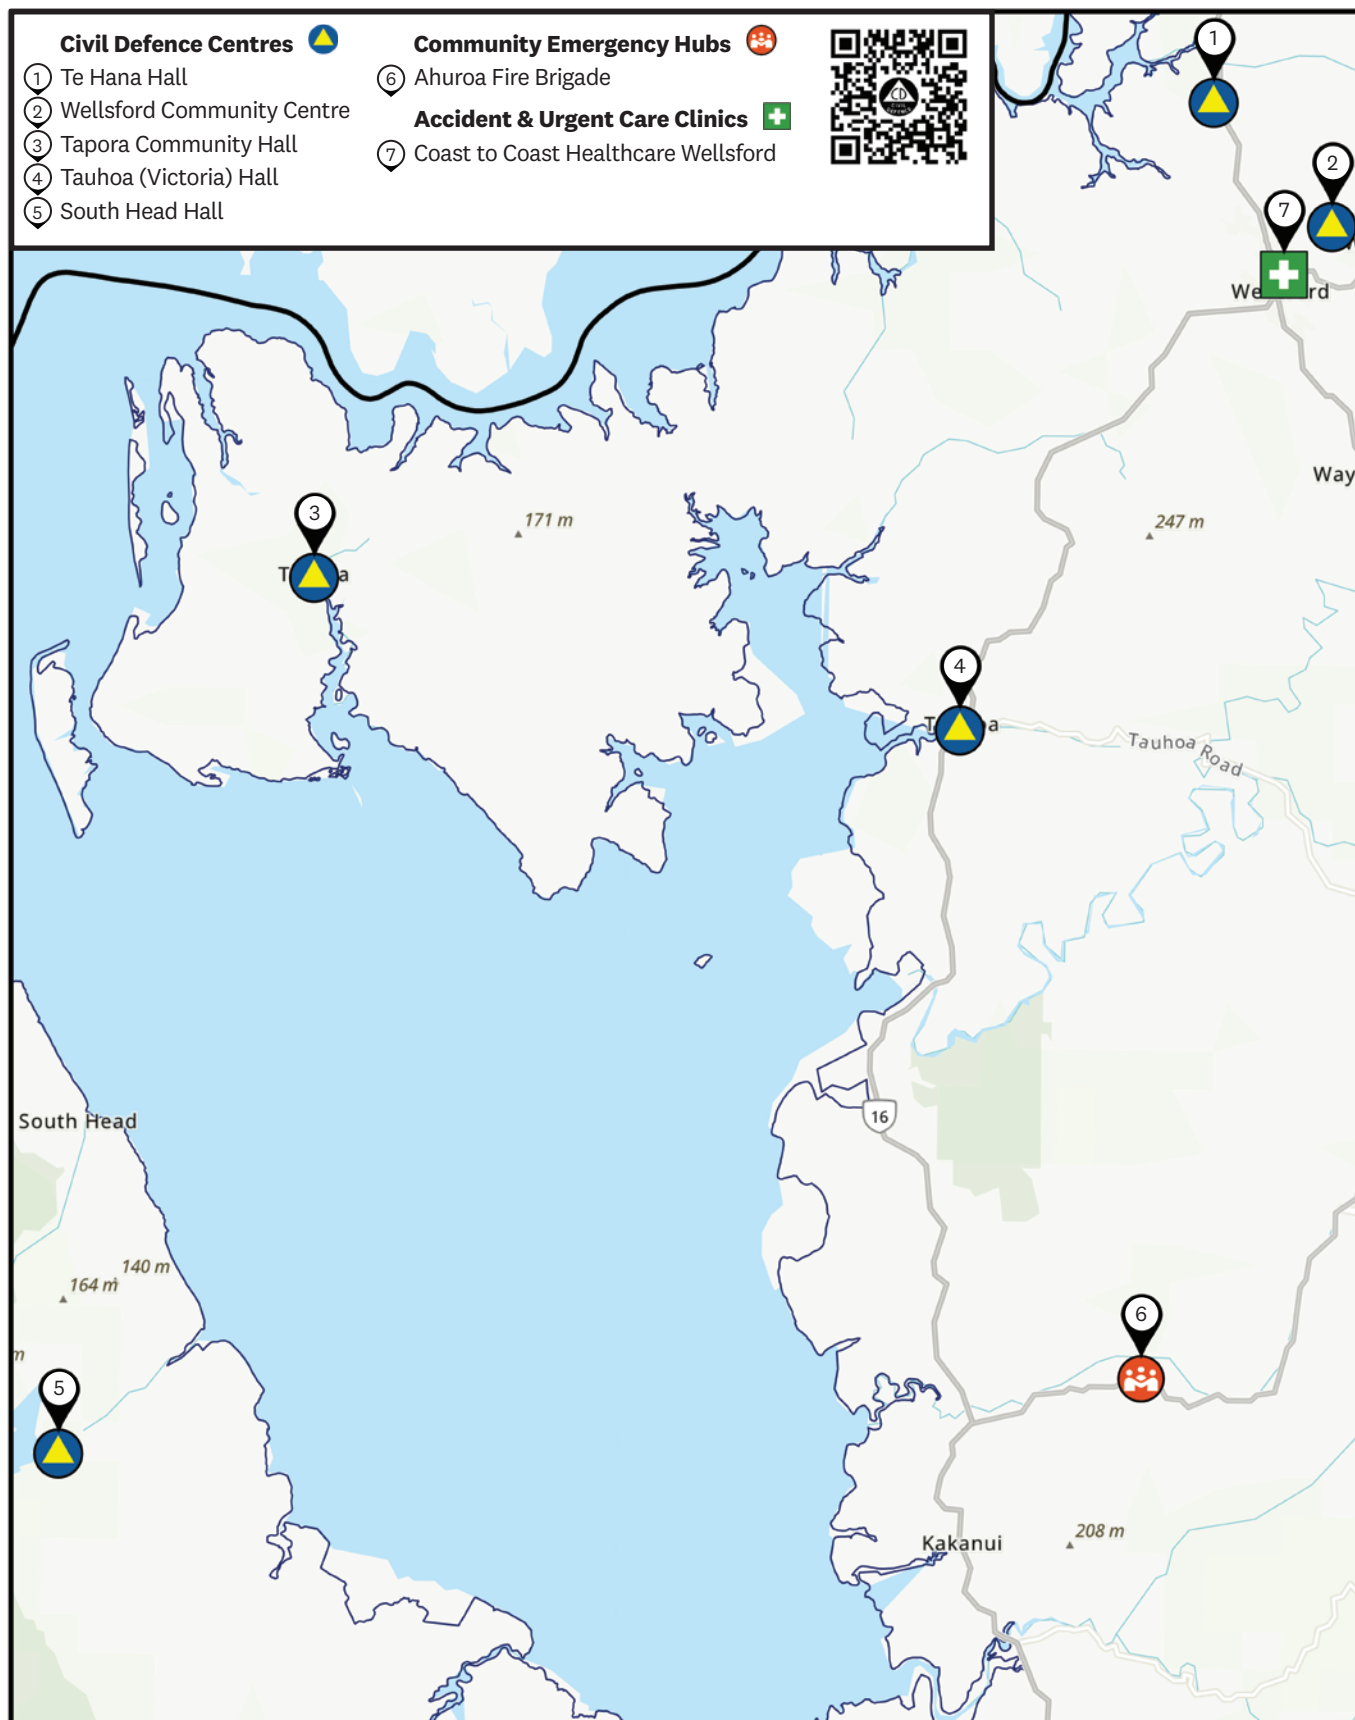 Civil Defence Centres
1 Te Hana Hall
2 Wellsford Community Centre
3 Tapora Community Hall
4 Tauhoa (Victoria) Hall
5 South Head Hall
Community Emergency Hubs
6 Ahuroa Fire Brigade
Accident & Urgent Care Clinics
7 Coast to Coast Healthcare Wellsford
CD
CIVIL DEFENCE
1
2
7
We rd
Way
3
T a
171 m
247 m
4
T a
Tauhoa Road
South Head
16
140 m
164 m
m
6
5
Kakanui
208 m